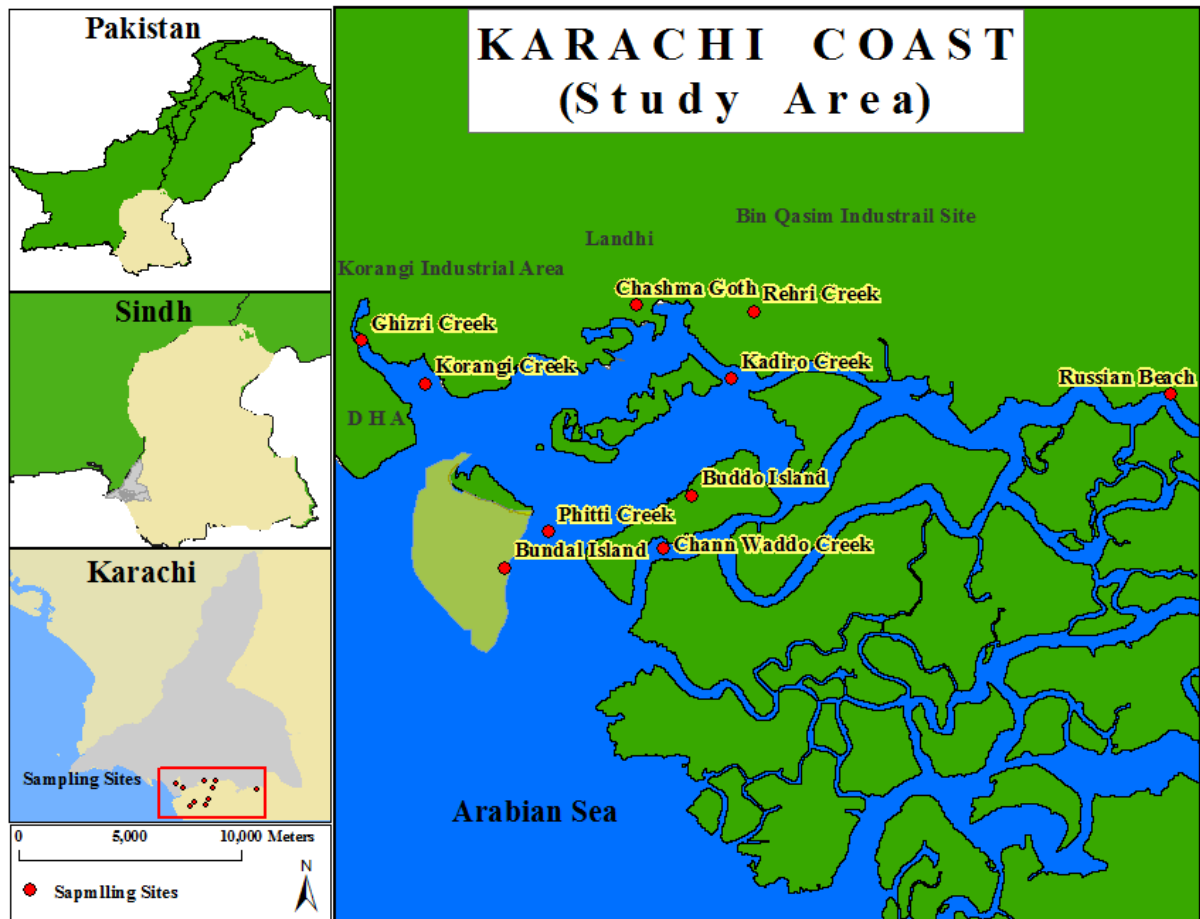 Pakistan
Sindh
Karachi
Sampling Sites
0 5,000 10,000 Meters
N
Sapmlling Sites
KARACHI COAST
(Study Area)
Bin Qasim Industrail Site
Landhi
Korangi Industrial Area
Chashma Goth
Rehri Creek
Ghizri Creek
Korangi Creek
Kadiro Creek
Russian Beach
DHA
Buddo Island
Phitti Creek
Bundal Island
Chann Waddo Creek
Arabian Sea